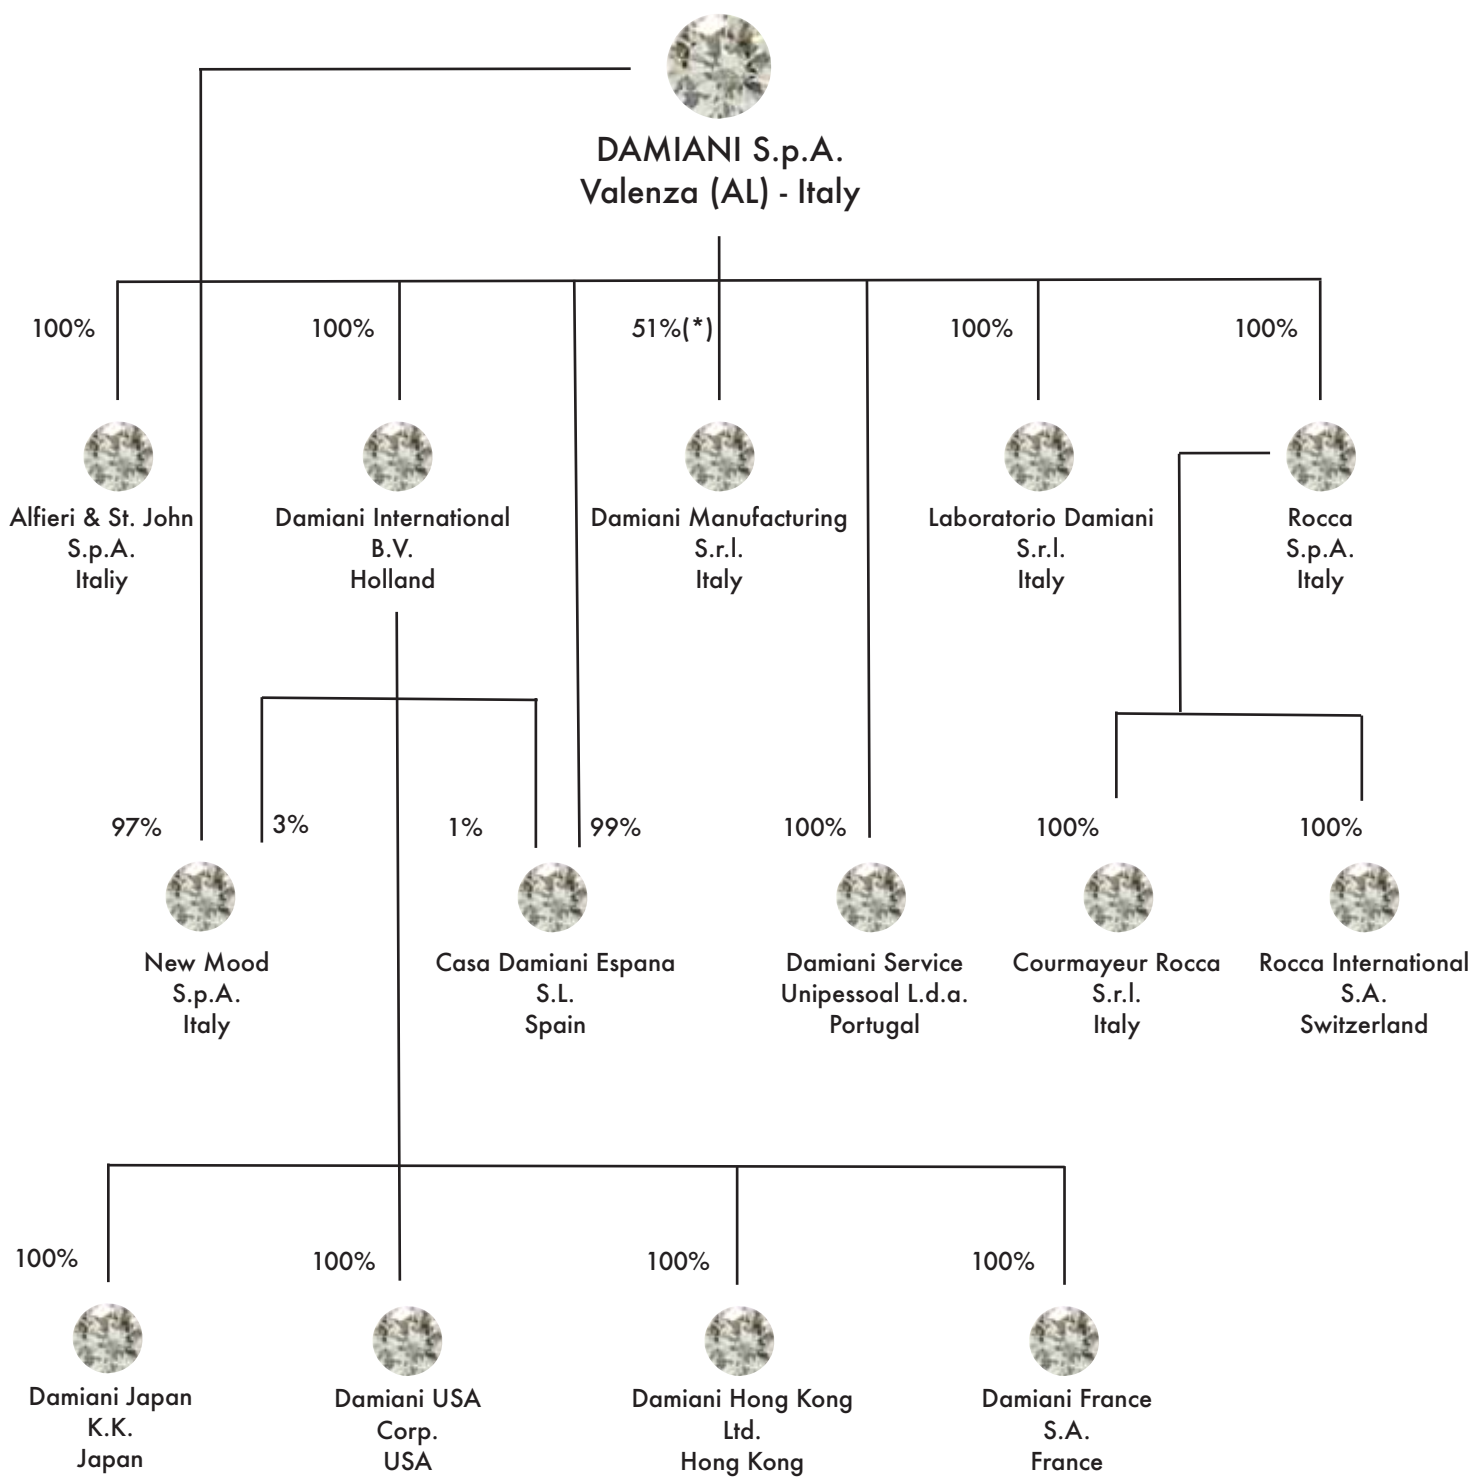 DAMIANI S.p.A.
Valenza (AL) - Italy
100%
100%
51%(*)
100%
100%
Alfieri & St. John
S.p.A.
Italiy
Damiani International
B.V.
Holland
Damiani Manufacturing
S.r.l.
Italy
Laboratorio Damiani
S.r.l.
Italy
Rocca
S.p.A.
Italy
97%
3%
1%
99%
100%
100%
100%
New Mood
S.p.A.
Italy
Casa Damiani Espana
S.L.
Spain
Damiani Service
Unipessoal L.d.a.
Portugal
Courmayeur Rocca
S.r.l.
Italy
Rocca International
S.A.
Switzerland
100%
100%
100%
100%
Damiani Japan
K.K.
Japan
Damiani USA
Corp.
USA
Damiani Hong Kong
Ltd.
Hong Kong
Damiani France
S.A.
France